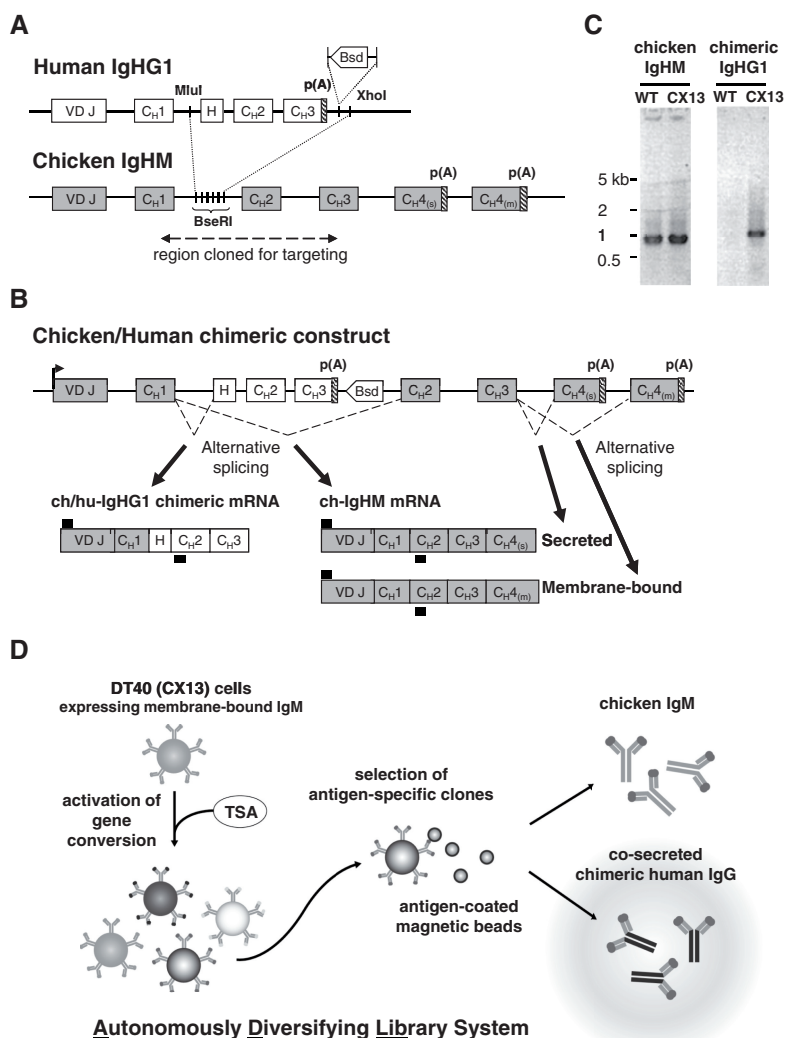 A
Human IgHG1
Bsd
p(A)
MluI
XhoI
VD J
CH1
H
CH2
CH3
Chicken IgHM
p(A)
p(A)
VD J
CH1
CH2
CH3
CH4(s)
CH4(m)
BseRI
region cloned for targeting
C
chicken
IgHM
chimeric
IgHG1
WT CX13
WT CX13
5 kb
2
1
0.5
B
Chicken/Human chimeric construct
p(A)
p(A)
p(A)
VD J
CH1
H
CH2
CH3
Bsd
CH2
CH3
CH4(s)
CH4(m)
Alternative
splicing
Alternative
splicing
ch/hu-IgHG1 chimeric mRNA
VD J
CH1
H
CH2
CH3
ch-IgHM mRNA
VD J
CH1
CH2
CH3
CH4(s)
Secreted
VD J
CH1
CH2
CH3
CH4(m)
Membrane-bound
D
DT40 (CX13) cells
expressing membrane-bound IgM
activation of
gene
conversion
TSA
selection of
antigen-specific clones
antigen-coated
magnetic beads
chicken IgM
co-secreted
chimeric human IgG
Autonomously Diversifying Library System